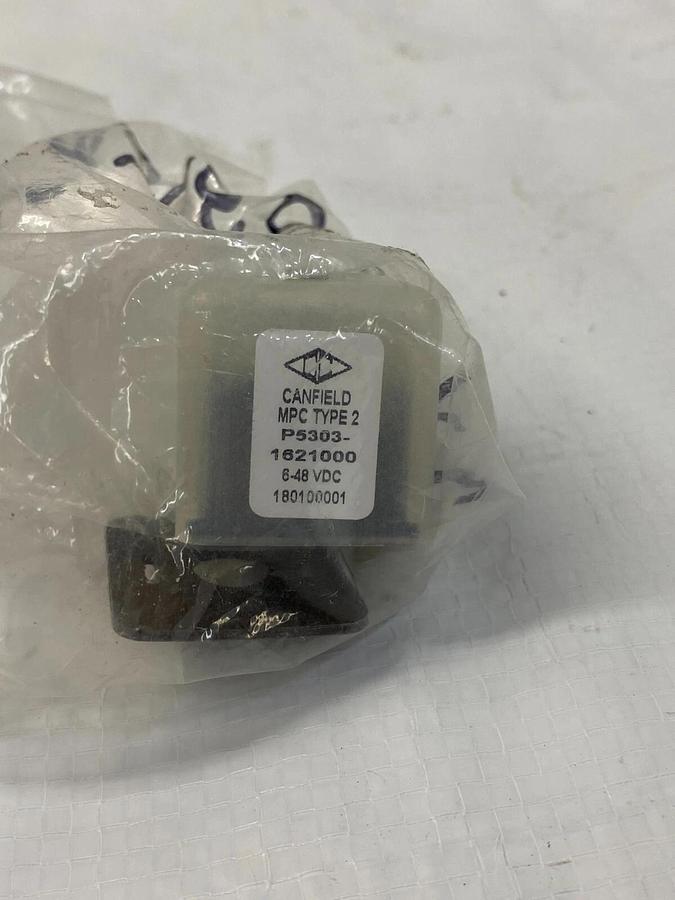 CANFIELD
MPC TYPE 2
P5303-
1621000
6-48 VDC
180100001